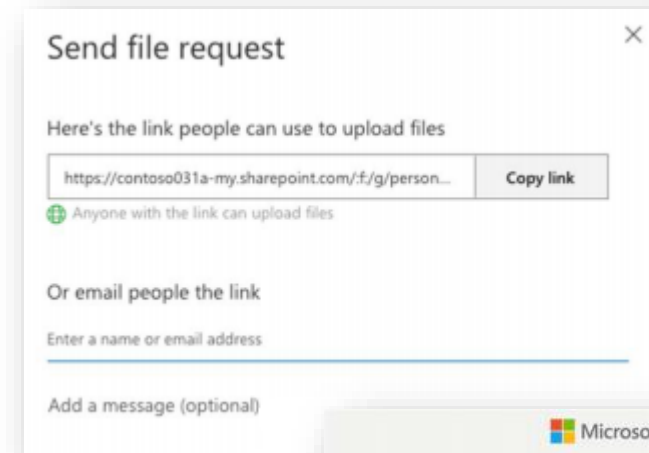 Send file request
Here's the link people can use to upload files
https://contoso031a-my.sharepoint.com/:f:/g/person...
Copy link
Anyone with the link can upload files
Or email people the link
Enter a name or email address
Add a message (optional)
Microso